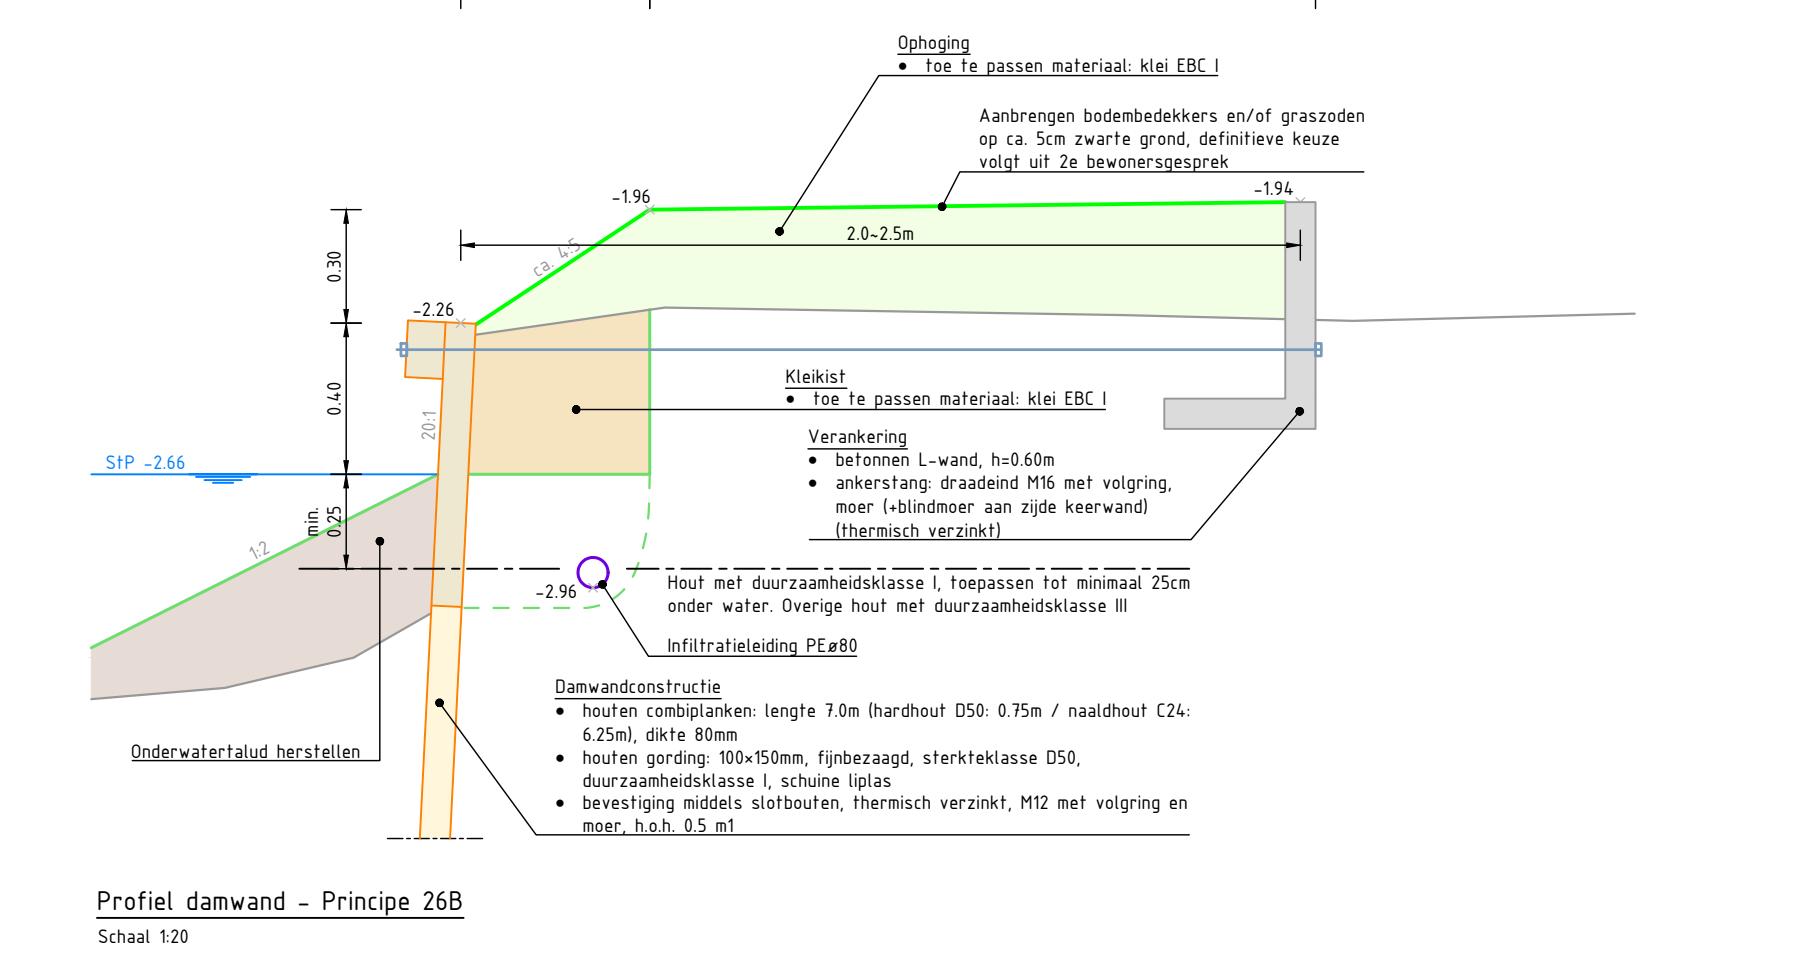 Ophoging
● toe te passen materiaal: klei EBC I
Aanbrengen bodembedekkers en/of graszoden
op ca. 5cm zwarte grond, definitieve keuze
volgt uit 2e bewonersgesprek
-1.96
-1.94
2.0~2.5m
ca. 4:5
0.30
-2.26
Kleikist
● toe te passen materiaal: klei EBC I
0.40
20:1
Verankering
● betonnen L-wand, h=0.60m
● ankerstang: draadeind M16 met volgring,
moer (+blindmoer aan zijde keerwand)
(thermisch verzinkt)
StP -2.66
min.
0.25
1:2
-2.96
Hout met duurzaamheidsklasse I, toepassen tot minimaal 25cm
onder water. Overige hout met duurzaamheidsklasse III
Infiltratieleiding PEø80
Damwandconstructie
● houten combiplanken: lengte 7.0m (hardhout D50: 0.75m / naaldhout C24:
6.25m), dikte 80mm
● houten gording: 100×150mm, fijnbezaagd, sterkteklasse D50,
duurzaamheidsklasse I, schuine liplas
● bevestiging middels slotbouten, thermisch verzinkt, M12 met volgring en
moer, h.o.h. 0.5 m1
Onderwatertalud herstellen
Profiel damwand - Principe 26B
Schaal 1:20